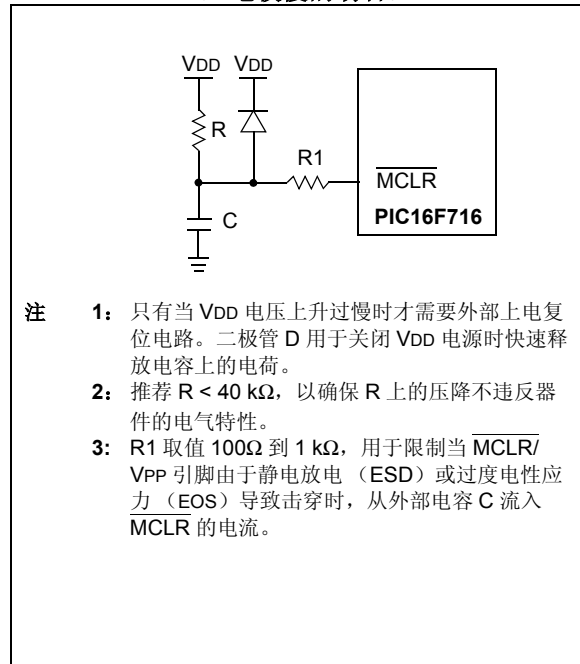 VDD VDD
R
R1
MCLR
PIC16F716
C
注 1: 只有当 VDD 电压上升过慢时才需要外部上电复
位电路。二极管 D 用于关闭 VDD 电源时快速释
放电容上的电荷。
2: 推荐 R < 40 kΩ，以确保 R 上的压降不违反器
件的电气特性。
3: R1 取值 100Ω 到 1 kΩ，用于限制当 MCLR/
VPP 引脚由于静电放电 （ESD）或过度电性应
力 （EOS）导致击穿时，从外部电容 C 流入
MCLR 的电流。